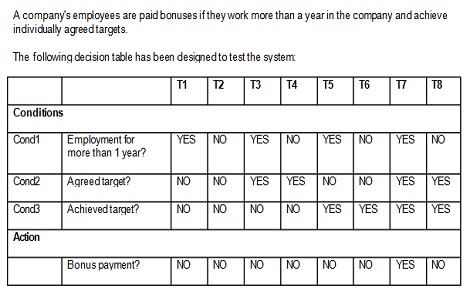 A company's employees are paid bonuses if they work more than a year in the company and achieve
individually agreed targets.
The following decision table has been designed to test the system:
T1 T2 T3 T4 T5 T6 T7 T8
Conditions
Cond1 Employment for more than 1 year? YES NO YES NO YES NO YES NO
Cond2 Agreed target? NO NO YES YES NO NO YES YES
Cond3 Achieved target? NO NO NO NO YES YES YES YES
Action
Bonus payment? NO NO NO NO NO NO YES NO